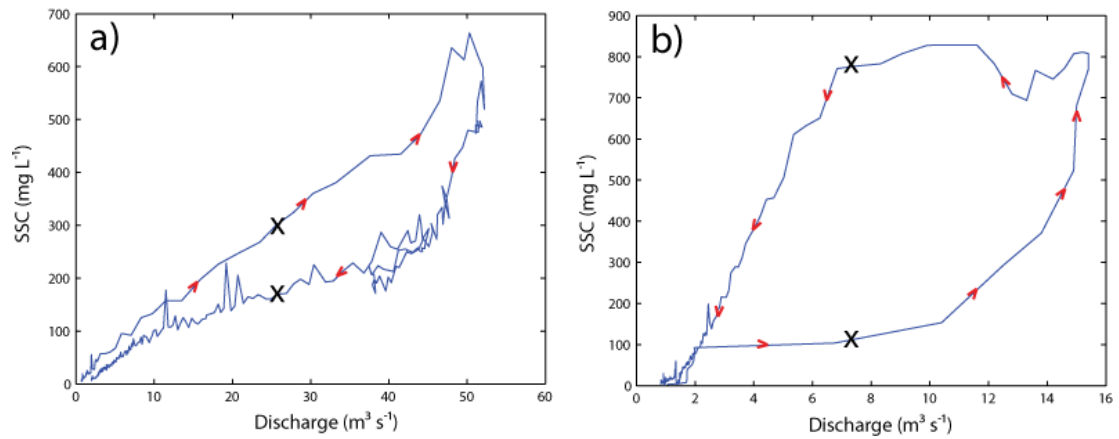 a)
700
600
500
400
300
200
100
0
SSC (mg L⁻¹)
X
X
0 10 20 30 40 50 60
Discharge (m³ s⁻¹)
b)
900
800
700
600
500
400
300
200
100
0
SSC (mg L⁻¹)
X
X
0 2 4 6 8 10 12 14 16
Discharge (m³ s⁻¹)